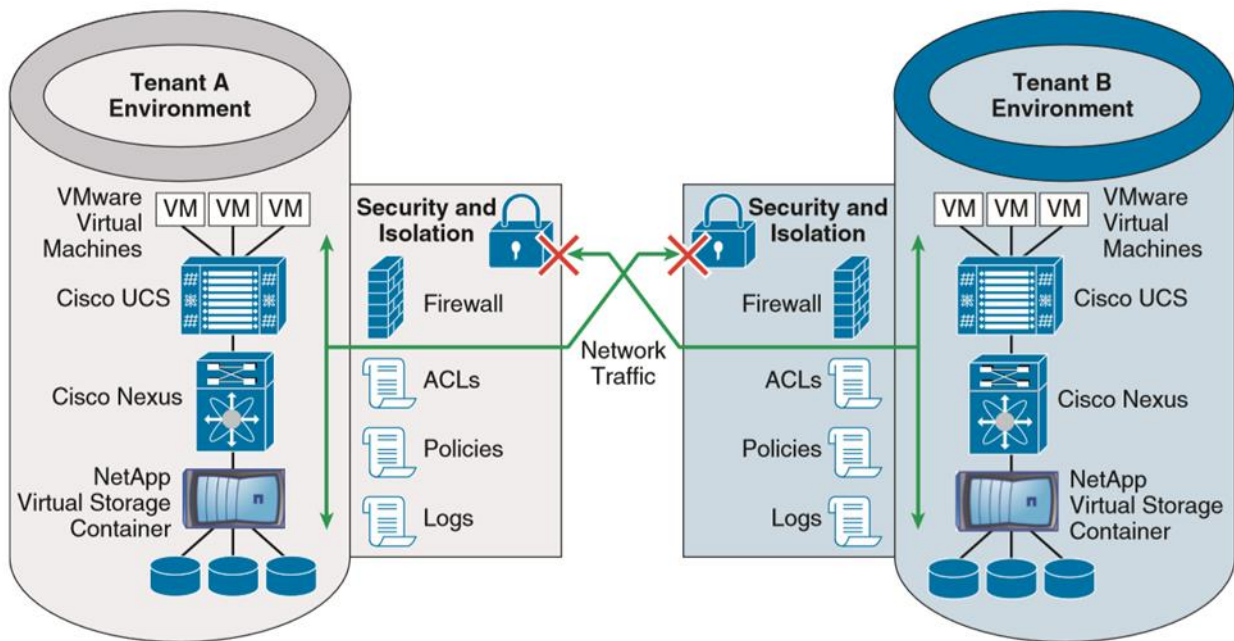 Tenant A
Environment
Tenant B
Environment
VMware
Virtual
Machines
VM VM VM
Security and
Isolation
Security and
Isolation
VM VM VM
VMware
Virtual
Machines
Cisco UCS
Firewall
Firewall
Cisco UCS
Network
Traffic
Cisco Nexus
ACLs
ACLs
Cisco Nexus
Policies
Policies
NetApp
Virtual Storage
Container
n
Logs
Logs
n
NetApp
Virtual Storage
Container